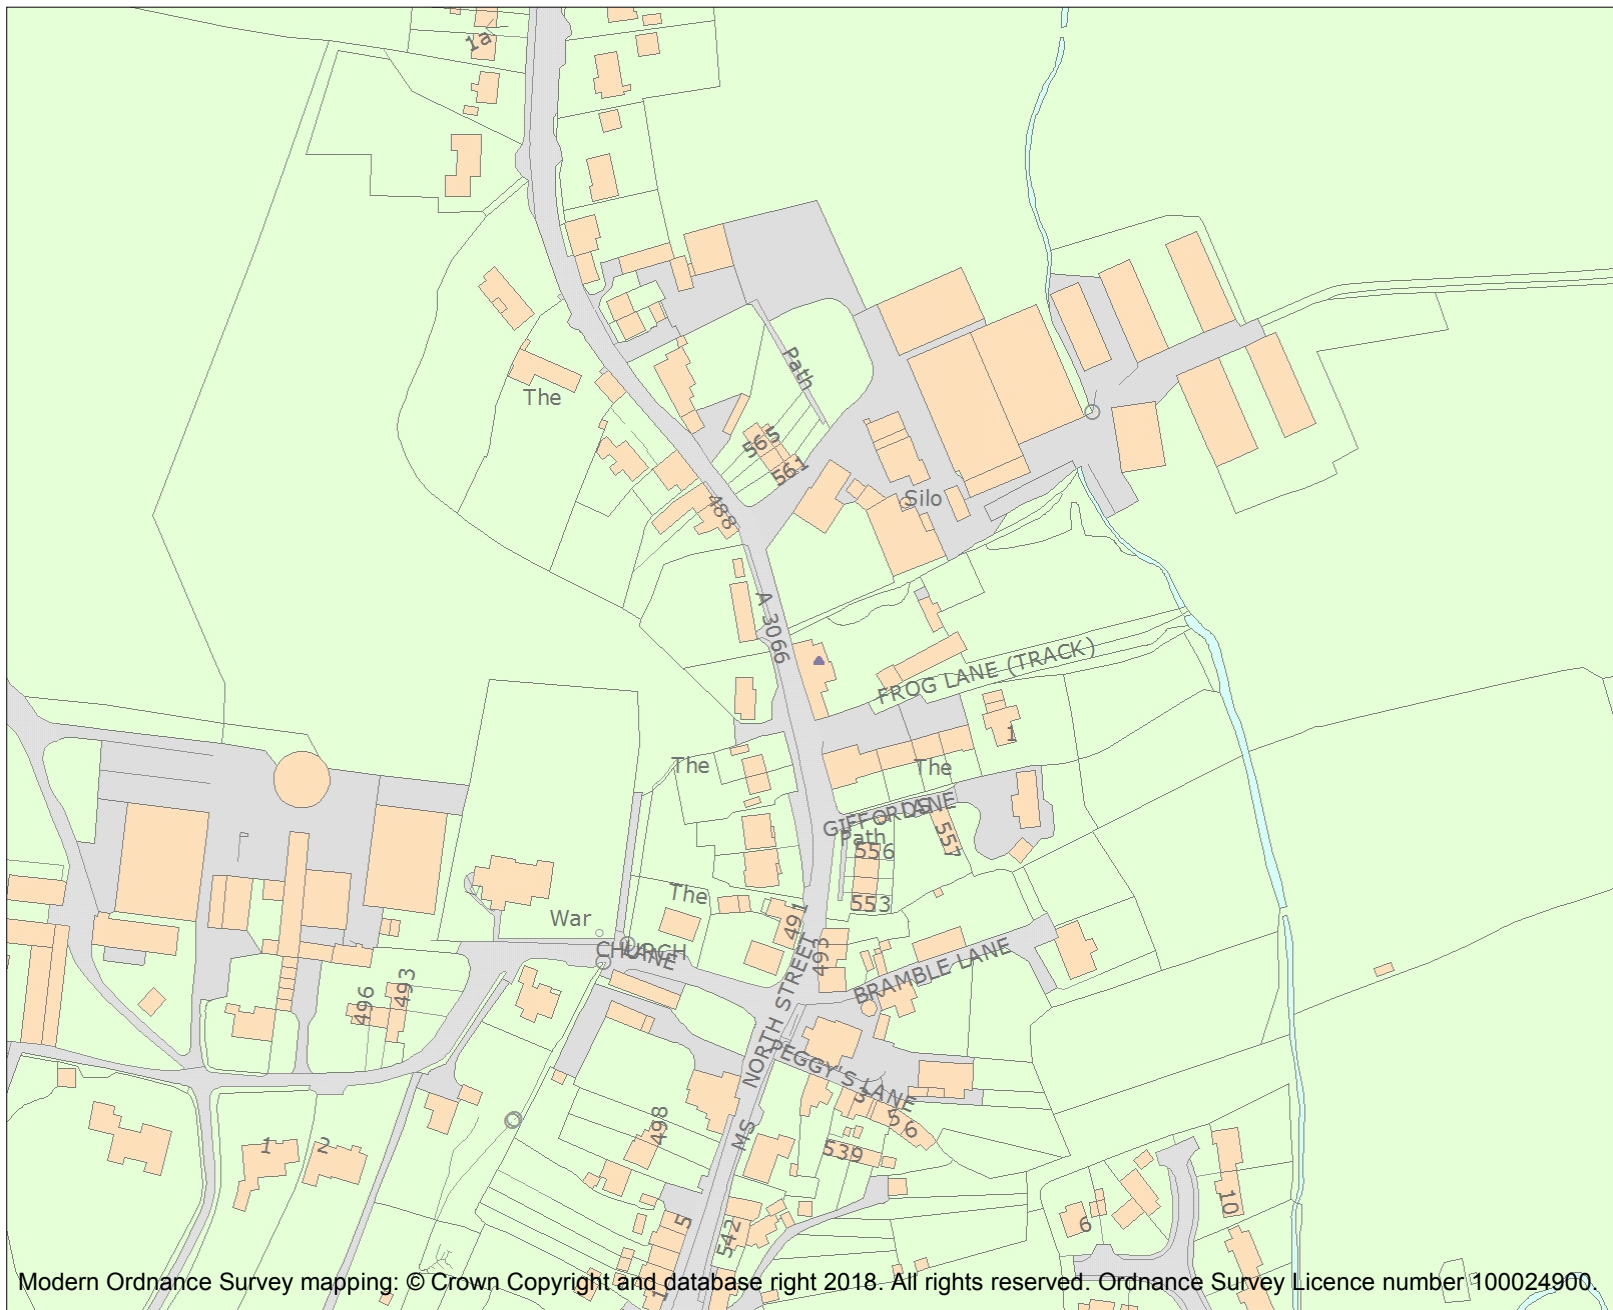 1a
The
Path
565
561
488
Silo
A 3066
FROG LANE (TRACK)
1
The
The
GIFFORDS LANE
Path
556
557
553
The
War
491
CHURCH LANE
493
BRAMBLE LANE
496
493
NORTH STREET
PEGGY'S LANE
3
5
6
498
MS
539
1
2
10
6
5
542
1
Modern Ordnance Survey mapping: © Crown Copyright and database right 2018. All rights reserved. Ordnance Survey Licence number 100024900.